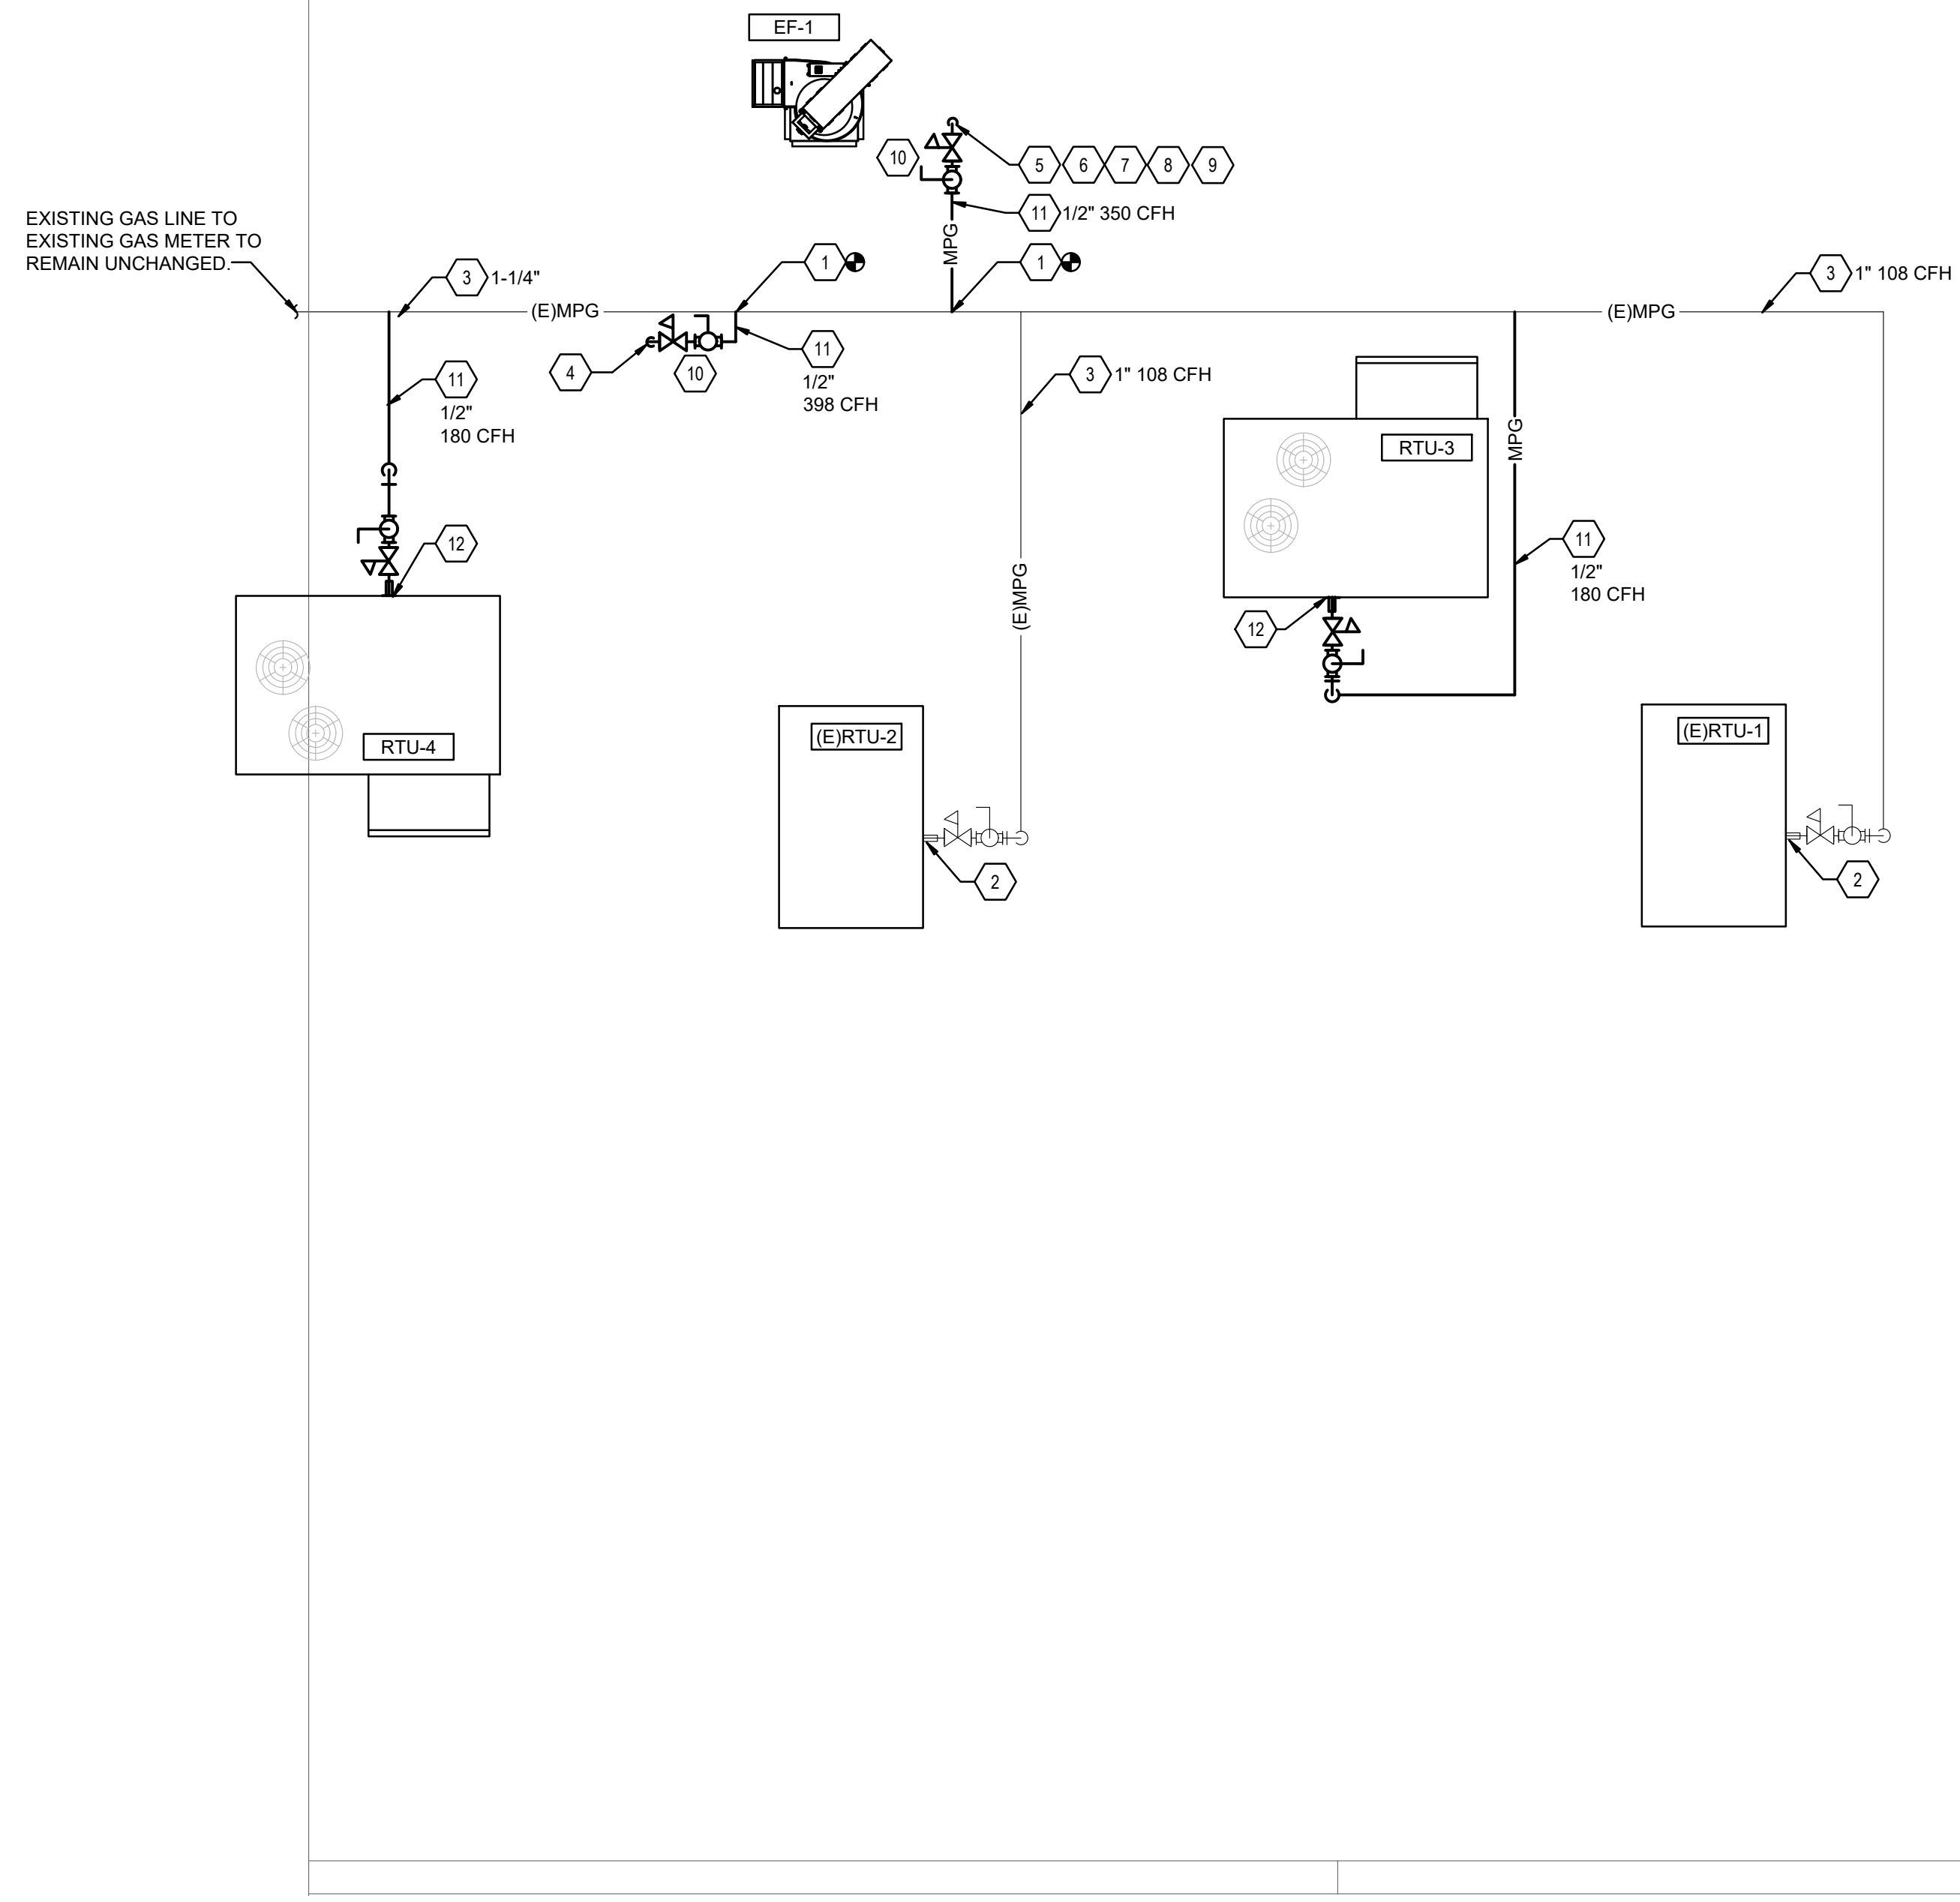 EF-1
10
5 6 7 8 9
11 1/2" 350 CFH
EXISTING GAS LINE TO
EXISTING GAS METER TO
REMAIN UNCHANGED.
3 1-1/4"
1
MPG
1
3 1" 108 CFH
(E)MPG
(E)MPG
4
10
11
1/2"
398 CFH
3 1" 108 CFH
11
1/2"
180 CFH
RTU-3
MPG
12
11
1/2"
180 CFH
(E)MPG
12
RTU-4
(E)RTU-2
(E)RTU-1
2
2